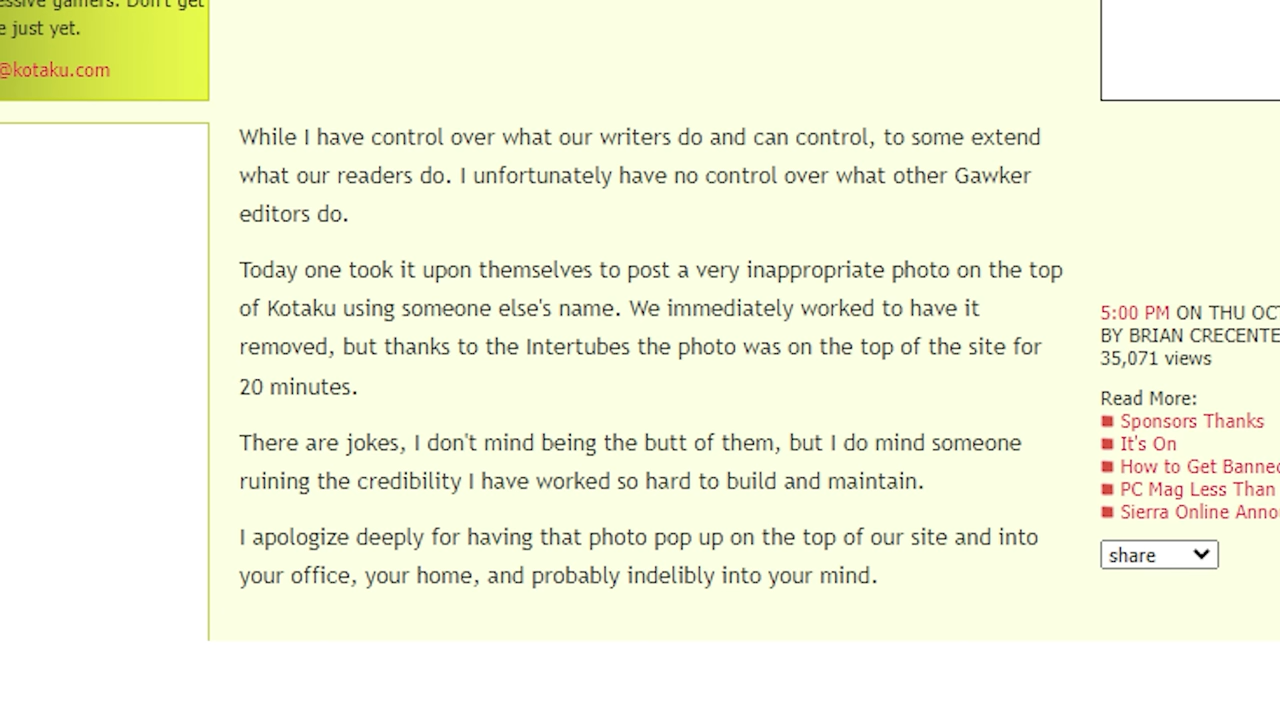 essive gamers. Don't get
e just yet.
@kotaku.com
While I have control over what our writers do and can control, to some extend
what our readers do. I unfortunately have no control over what other Gawker
editors do.
Today one took it upon themselves to post a very inappropriate photo on the top
of Kotaku using someone else's name. We immediately worked to have it
removed, but thanks to the Intertubes the photo was on the top of the site for
20 minutes.
There are jokes, I don't mind being the butt of them, but I do mind someone
ruining the credibility I have worked so hard to build and maintain.
I apologize deeply for having that photo pop up on the top of our site and into
your office, your home, and probably indelibly into your mind.
5:00 PM ON THU OCT
BY BRIAN CRECENTE
35,071 views
Read More:
Sponsors Thanks
It's On
How to Get Banned
PC Mag Less Than
Sierra Online Anno
share